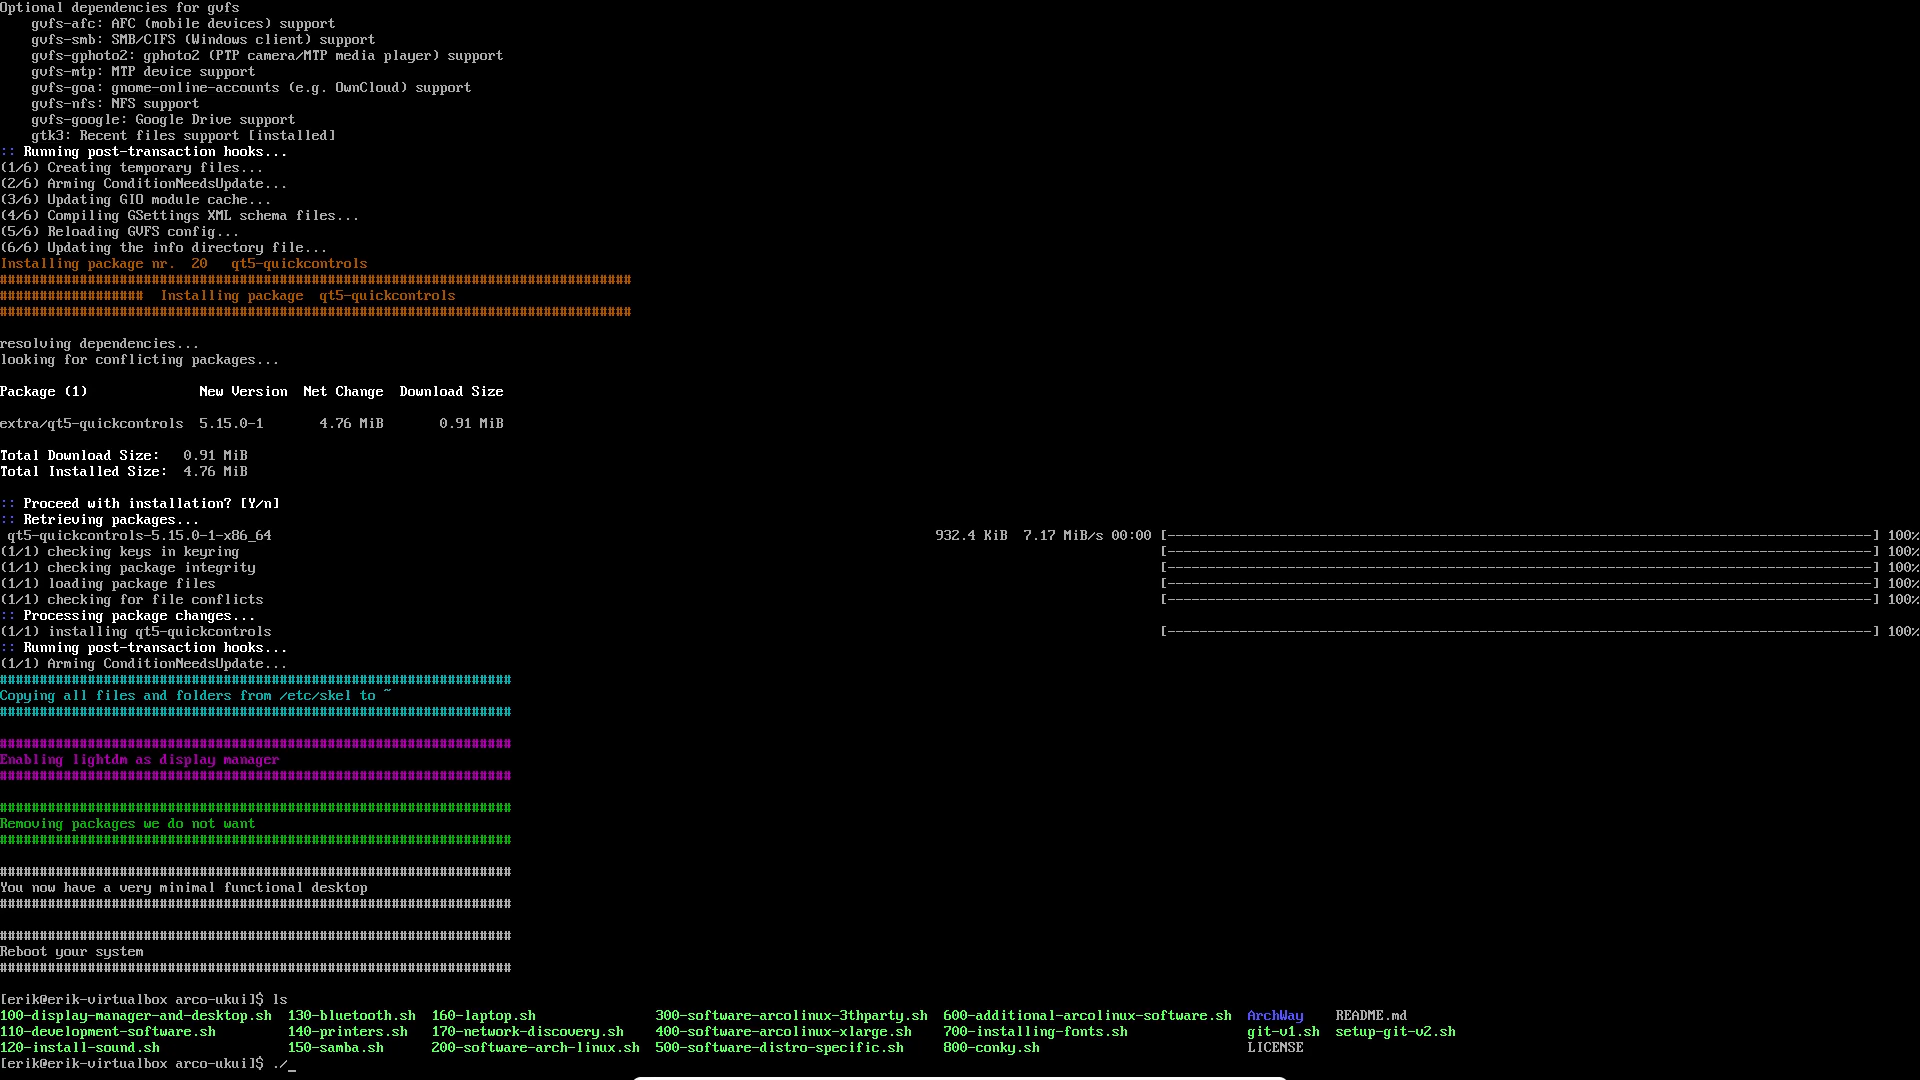 Optional dependencies for gvfs
    gvfs-afc: AFC (mobile devices) support
    gvfs-smb: SMB/CIFS (Windows client) support
    gvfs-gphoto2: gphoto2 (PTP camera/MTP media player) support
    gvfs-mtp: MTP device support
    gvfs-goa: gnome-online-accounts (e.g. OwnCloud) support
    gvfs-nfs: NFS support
    gvfs-google: Google Drive support
    gtk3: Recent files support [installed]
:: Running post-transaction hooks...
(1/6) Creating temporary files...
(2/6) Arming ConditionNeedsUpdate...
(3/6) Updating GIO module cache...
(4/6) Compiling GSettings XML schema files...
(5/6) Reloading GVFS config...
(6/6) Updating the info directory file...
Installing package nr.  20   qt5-quickcontrols
###############################################################################
##################  Installing package  qt5-quickcontrols
###############################################################################
resolving dependencies...
looking for conflicting packages...
Package (1)              New Version  Net Change  Download Size
extra/qt5-quickcontrols  5.15.0-1       4.76 MiB       0.91 MiB
Total Download Size:   0.91 MiB
Total Installed Size:  4.76 MiB
:: Proceed with installation? [Y/n]
:: Retrieving packages...
 qt5-quickcontrols-5.15.0-1-x86_64   932.4 KiB  7.17 MiB/s 00:00 [----------------------------------------------------------------------------------------] 100%
(1/1) checking keys in keyring   [----------------------------------------------------------------------------------------] 100%
(1/1) checking package integrity   [----------------------------------------------------------------------------------------] 100%
(1/1) loading package files   [----------------------------------------------------------------------------------------] 100%
(1/1) checking for file conflicts   [----------------------------------------------------------------------------------------] 100%
:: Processing package changes...
(1/1) installing qt5-quickcontrols   [----------------------------------------------------------------------------------------] 100%
:: Running post-transaction hooks...
(1/1) Arming ConditionNeedsUpdate...
################################################################
Copying all files and folders from /etc/skel to ~
################################################################
################################################################
Enabling lightdm as display manager
################################################################
################################################################
Removing packages we do not want
################################################################
################################################################
You now have a very minimal functional desktop
################################################################
################################################################
Reboot your system
################################################################
[erik@erik-virtualbox arco-ukui]$ ls
100-display-manager-and-desktop.sh  130-bluetooth.sh  160-laptop.sh               300-software-arcolinux-3thparty.sh  600-additional-arcolinux-software.sh  ArchWay    README.md
110-development-software.sh         140-printers.sh   170-network-discovery.sh    400-software-arcolinux-xlarge.sh    700-installing-fonts.sh               git-v1.sh  setup-git-v2.sh
120-install-sound.sh                150-samba.sh      200-software-arch-linux.sh  500-software-distro-specific.sh     800-conky.sh                          LICENSE
[erik@erik-virtualbox arco-ukui]$ ./_